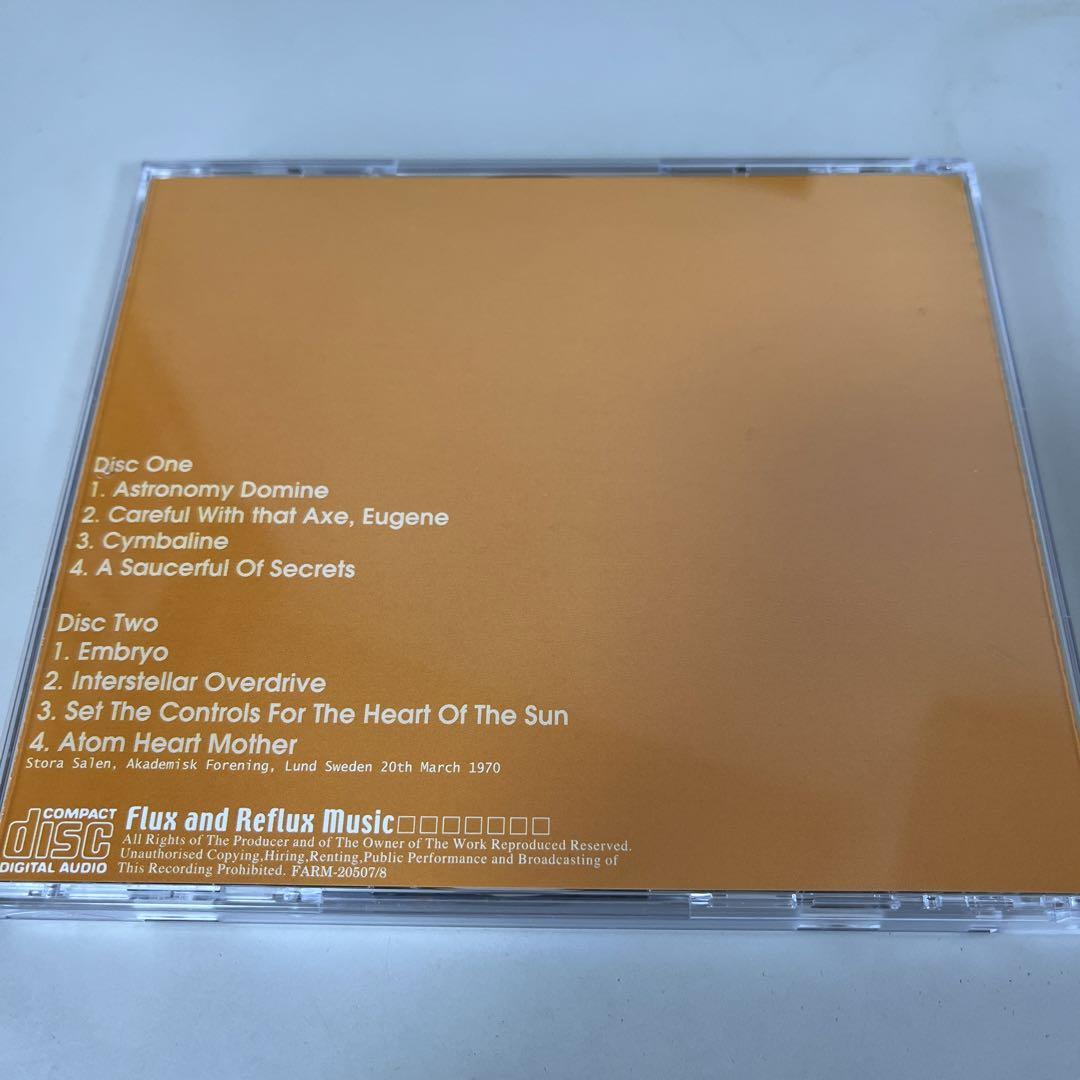 Disc One
1. Astronomy Domine
2. Careful With that Axe, Eugene
3. Cymbaline
4. A Saucerful Of Secrets
Disc Two
1. Embryo
2. Interstellar Overdrive
3. Set The Controls For The Heart Of The Sun
4. Atom Heart Mother
Stora Salen, Akademisk Forening, Lund Sweden 20th March 1970
COMPACT
disc
DIGITAL AUDIO
Flux and Reflux Music□□□□□□□
All Rights of The Producer and of The Owner of The Work Reproduced Reserved.
Unauthorised Copying,Hiring,Renting,Public Performance and Broadcasting of
This Recording Prohibited. FARM-20507/8